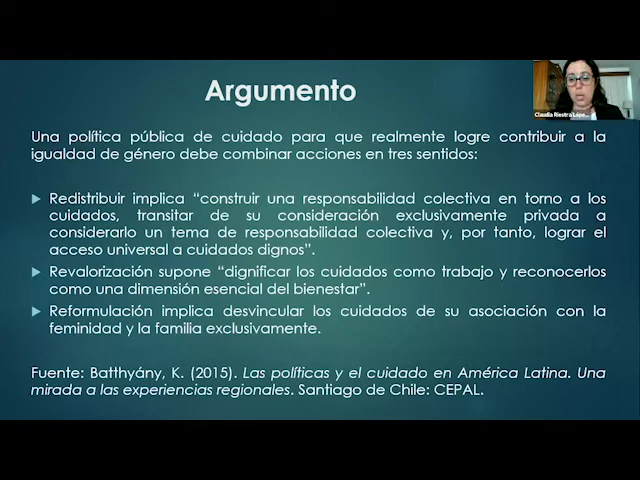 Argumento
Claudia Riestra Lópe...
Una política pública de cuidado para que realmente logre contribuir a la
igualdad de género debe combinar acciones en tres sentidos:
Redistribuir implica “construir una responsabilidad colectiva en torno a los
cuidados, transitar de su consideración exclusivamente privada a
considerarlo un tema de responsabilidad colectiva y, por tanto, lograr el
acceso universal a cuidados dignos”.
Revalorización supone “dignificar los cuidados como trabajo y reconocerlos
como una dimensión esencial del bienestar”.
Reformulación implica desvincular los cuidados de su asociación con la
feminidad y la familia exclusivamente.
Fuente: Batthyány, K. (2015). Las políticas y el cuidado en América Latina. Una
mirada a las experiencias regionales. Santiago de Chile: CEPAL.